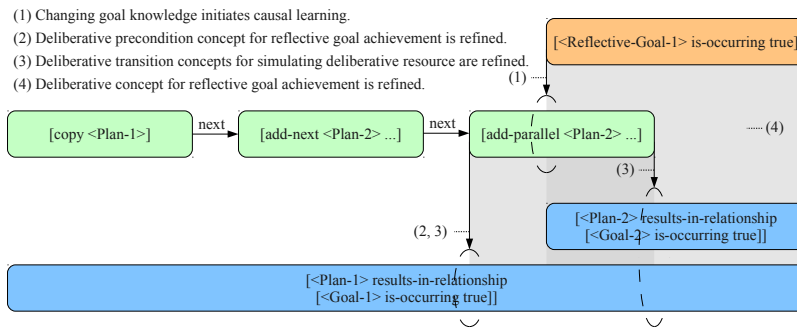 (1) Changing goal knowledge initiates causal learning.
(2) Deliberative precondition concept for reflective goal achievement is refined.
(3) Deliberative transition concepts for simulating deliberative resource are refined.
(4) Deliberative concept for reflective goal achievement is refined.
[<Reflective-Goal-1> is-occurring true]
(1)
[copy <Plan-1>]
next
[add-next <Plan-2> ...]
next
[add-parallel <Plan-2> ...]
(4)
(3)
[<Plan-2> results-in-relationship
[<Goal-2> is-occurring true]]
(2, 3)
[<Plan-1> results-in-relationship
[<Goal-1> is-occurring true]]